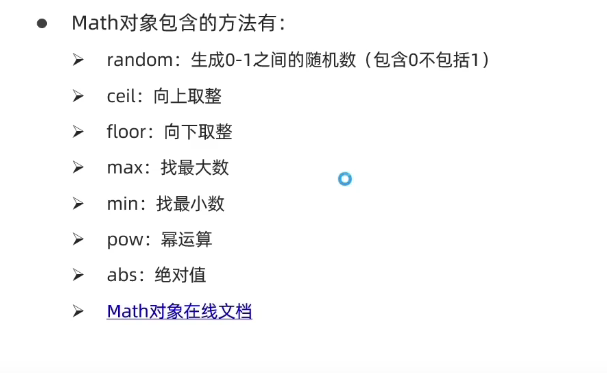 Math对象包含的方法有：
random：生成0-1之间的随机数（包含0不包括1）
ceil：向上取整
floor：向下取整
max：找最大数
min：找最小数
pow：幂运算
abs：绝对值
Math对象在线文档